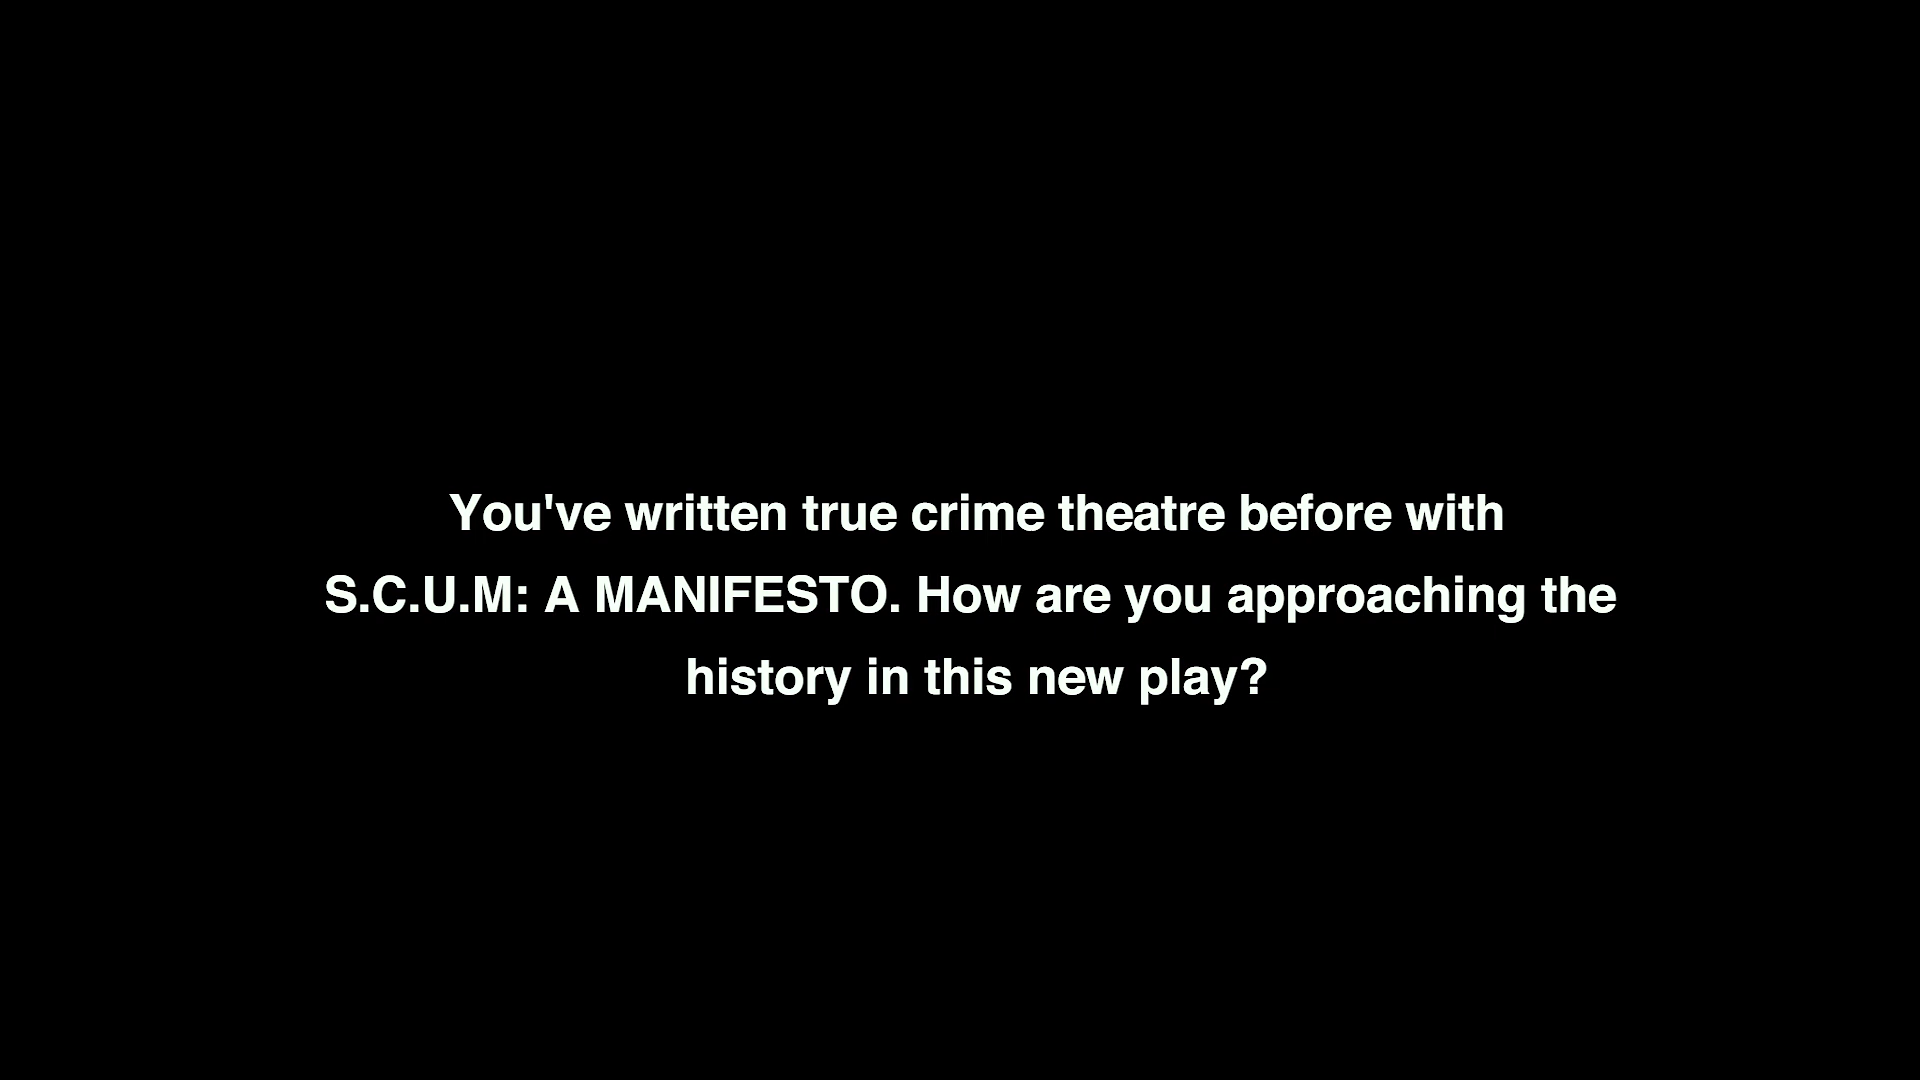 You've written true crime theatre before with
S.C.U.M: A MANIFESTO. How are you approaching the
history in this new play?